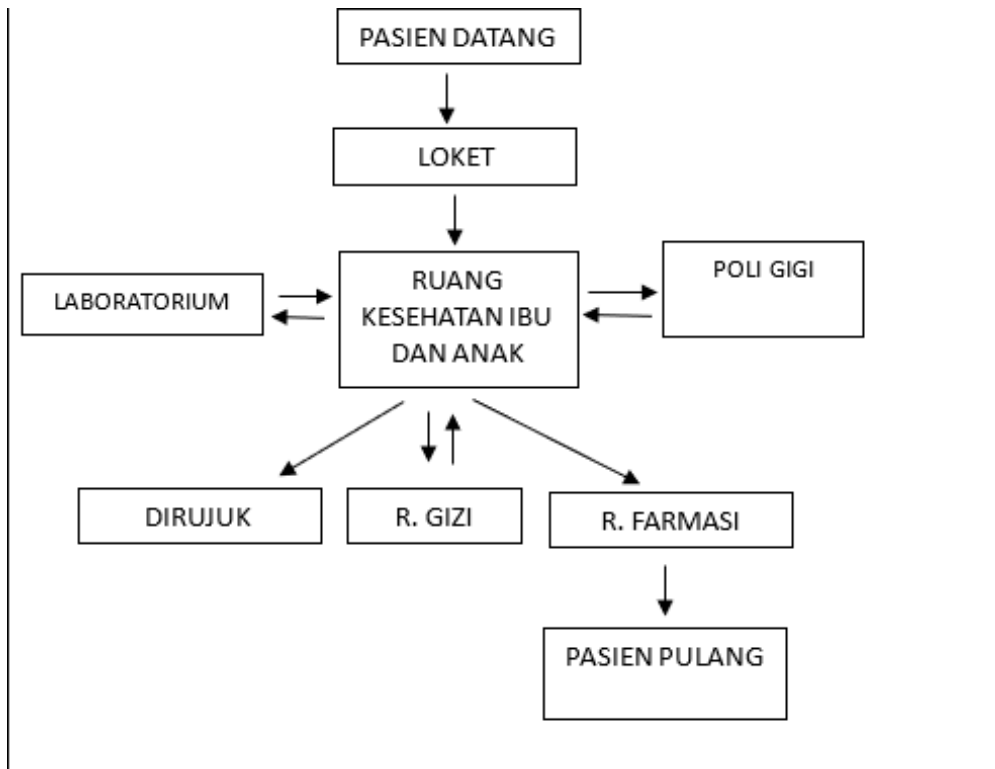 PASIEN DATANG
LOKET
LABORATORIUM
RUANG
KESEHATAN IBU
DAN ANAK
POLI GIGI
DIRUJUK
R. GIZI
R. FARMASI
PASIEN PULANG